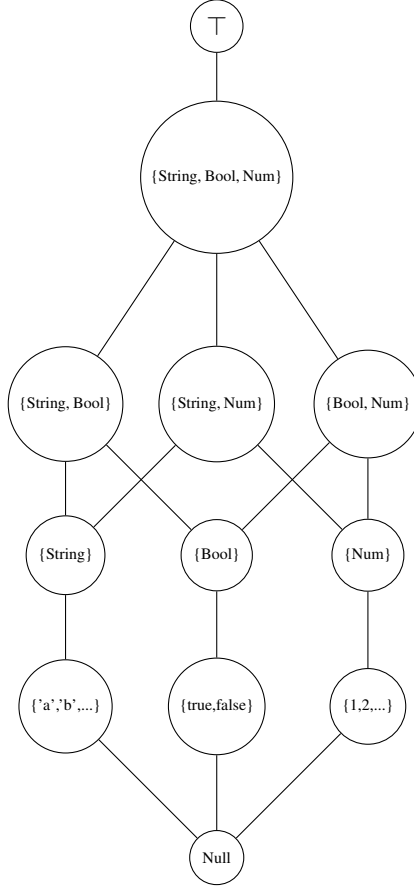 ⊤
{String, Bool, Num}
{String, Bool}
{String, Num}
{Bool, Num}
{String}
{Bool}
{Num}
{'a','b',...}
{true,false}
{1,2,...}
Null